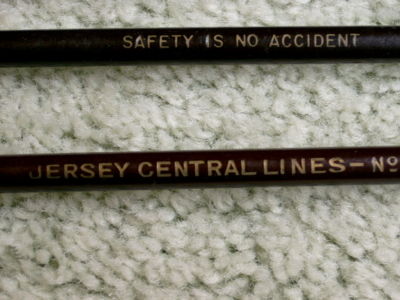 SAFETY IS NO ACCIDENT
JERSEY CENTRAL LINES - No